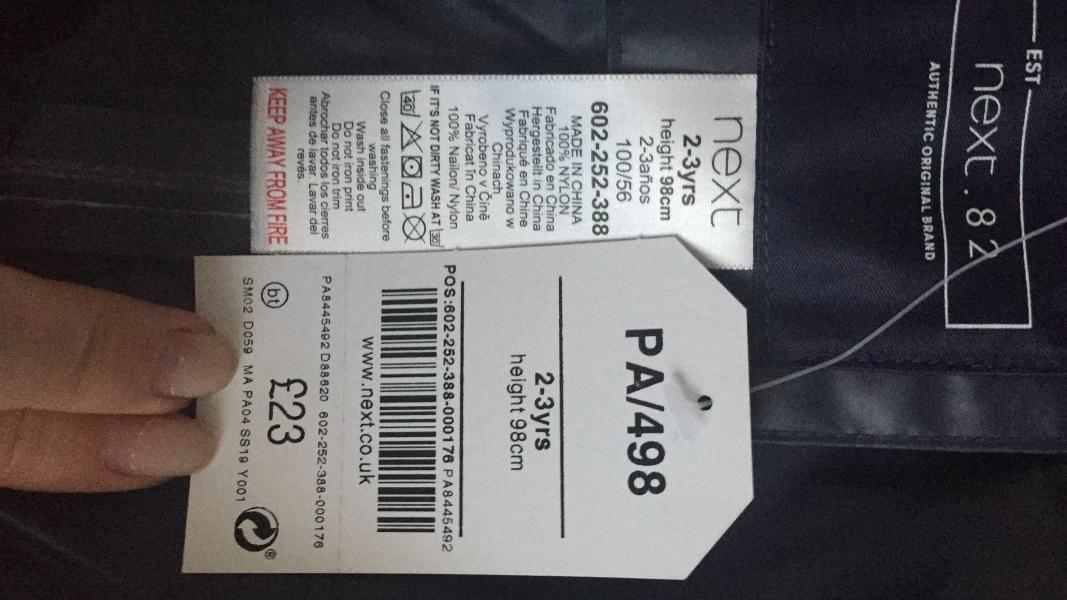 EST
next.82
AUTHENTIC ORIGINAL BRAND
next
2-3yrs
height 98cm
2-3años
100/56
602-252-388
MADE IN CHINA
100% NYLON
Fabricado en China
Hergestellt in China
Fabriqué en Chine
Wyprodukowano w
Chinach
Vyrobeno v Číně
Fabricat în China
100% Nailon/ Nylon
IF IT'S NOT DIRTY WASH AT 30
40
Close all fastenings before
washing
Wash inside out
Do not iron print
Do not iron trim
Abrochar todos los cierres
antes de lavar. Lavar del
revés.
KEEP AWAY FROM FIRE
PA/498
2-3yrs
height 98cm
POS:602-252-388-000176 PA8445492
www.next.co.uk
PA8445492 D88620 602-252-388-000176
bt
£23
SM02 D059 MA PA04 SS19 Y001
®